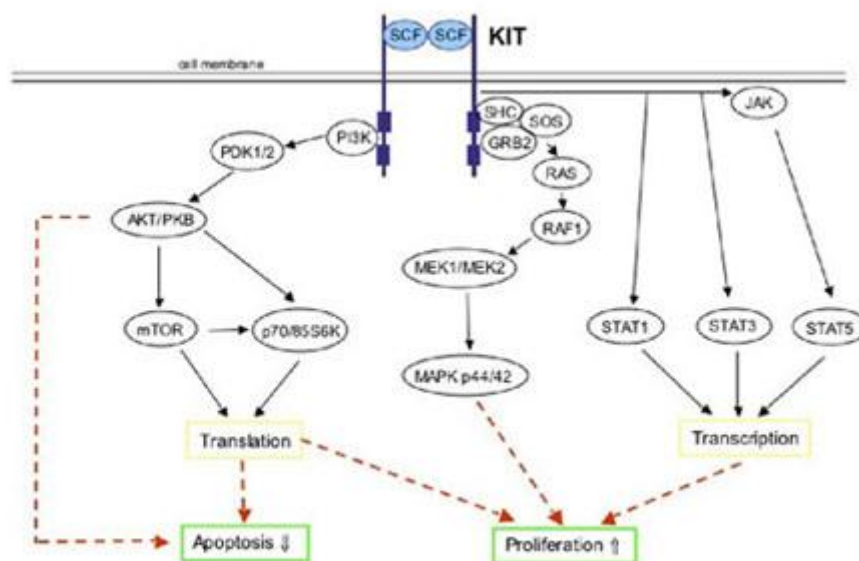 SCF SCF KIT
cell membrane
JAK
SHC
SOS
PI3K
GRB2
PDK1/2
RAS
AKT/PKB
RAF1
MEK1/MEK2
mTOR
p70/85S6K
STAT1
STAT3
STAT5
MAPK p44/42
Translation
Transcription
Apoptosis ⇩
Proliferation ⇧